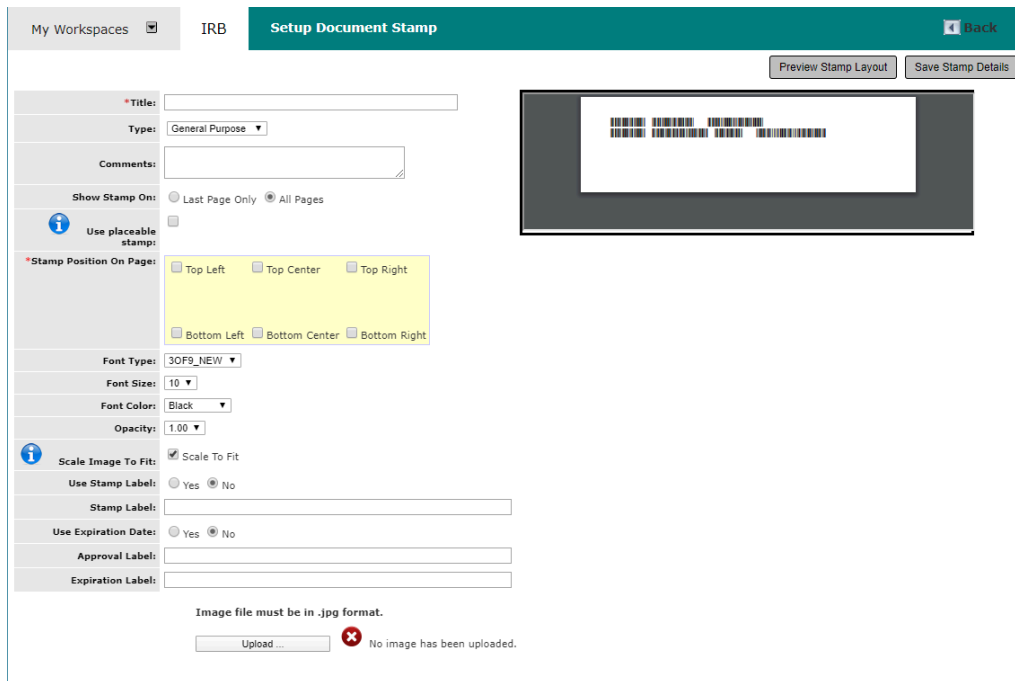 My Workspaces IRB Setup Document Stamp Back
Preview Stamp Layout Save Stamp Details
*Title:
Type: General Purpose
Comments:
Show Stamp On: Last Page Only All Pages
Use placeable
stamp:
*Stamp Position On Page: Top Left Top Center Top Right
Bottom Left Bottom Center Bottom Right
Font Type: 3OF9_NEW
Font Size: 10
Font Color: Black
Opacity: 1.00
Scale Image To Fit: Scale To Fit
Use Stamp Label: Yes No
Stamp Label:
Use Expiration Date: Yes No
Approval Label:
Expiration Label:
Image file must be in .jpg format.
Upload ... No image has been uploaded.